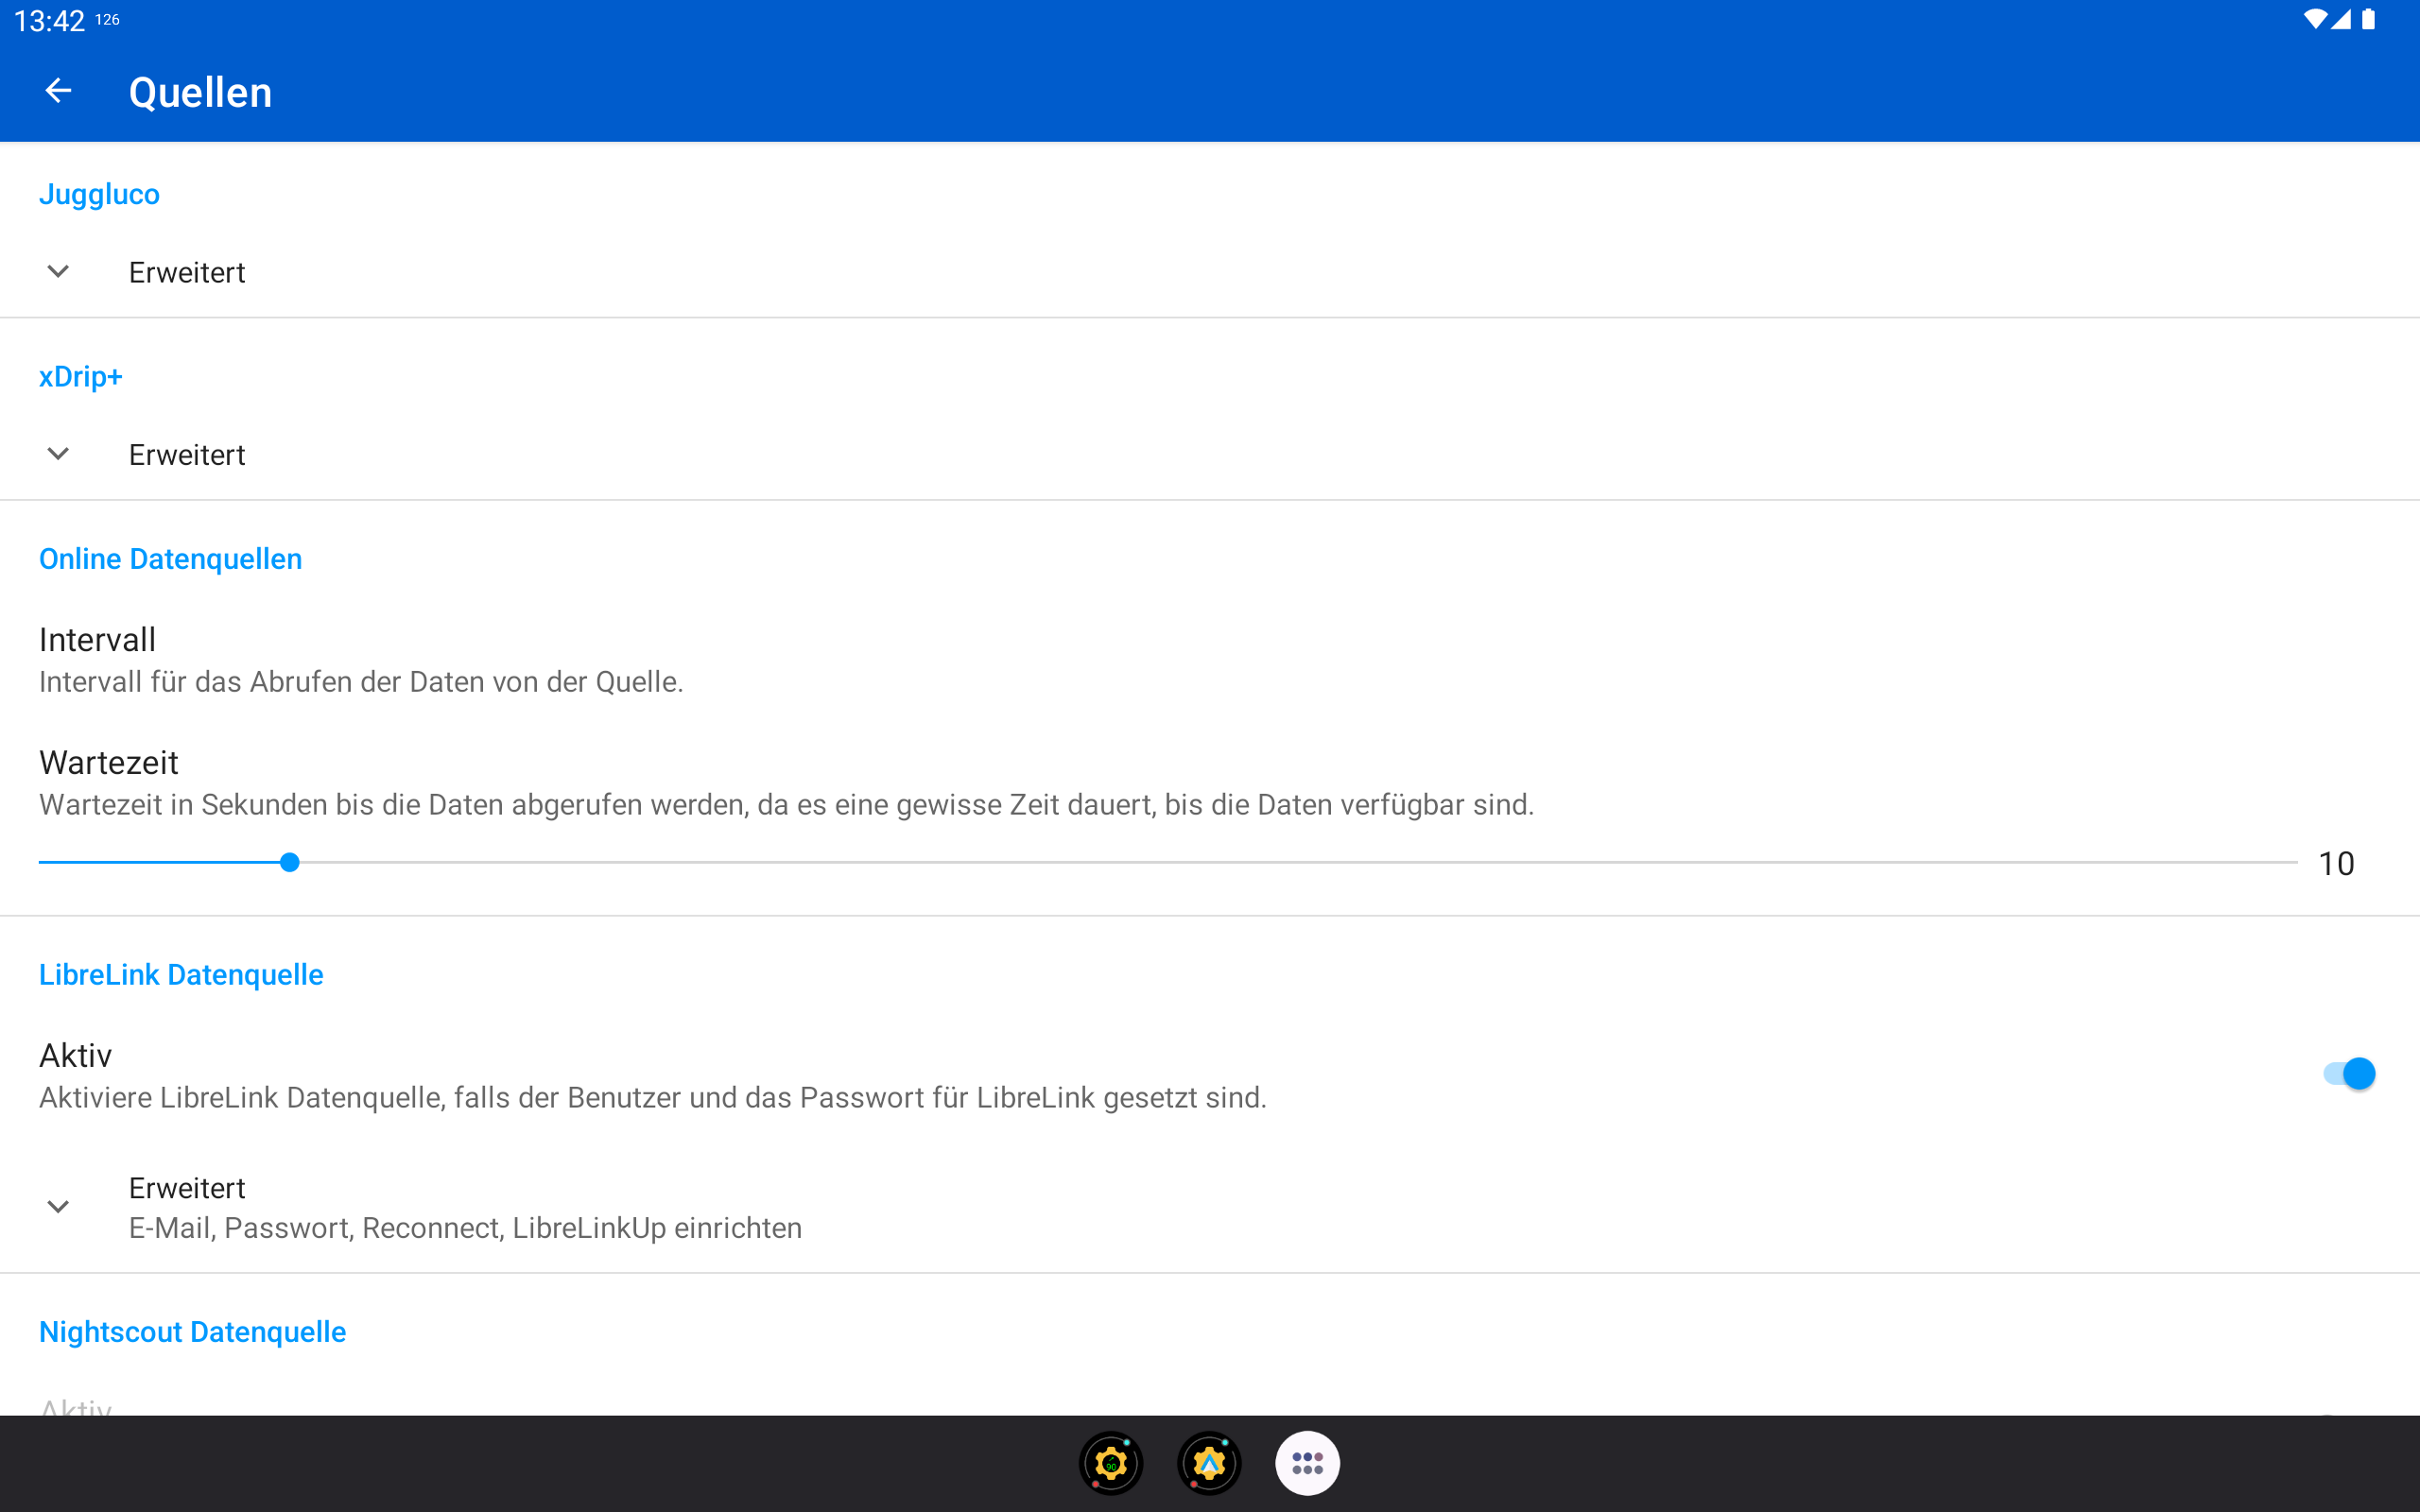 13:42 126
Quellen
Juggluco
Erweitert
xDrip+
Erweitert
Online Datenquellen
Intervall
Intervall für das Abrufen der Daten von der Quelle.
Wartezeit
Wartezeit in Sekunden bis die Daten abgerufen werden, da es eine gewisse Zeit dauert, bis die Daten verfügbar sind.
10
LibreLink Datenquelle
Aktiv
Aktiviere LibreLink Datenquelle, falls der Benutzer und das Passwort für LibreLink gesetzt sind.
Erweitert
E-Mail, Passwort, Reconnect, LibreLinkUp einrichten
Nightscout Datenquelle
Aktiv
90